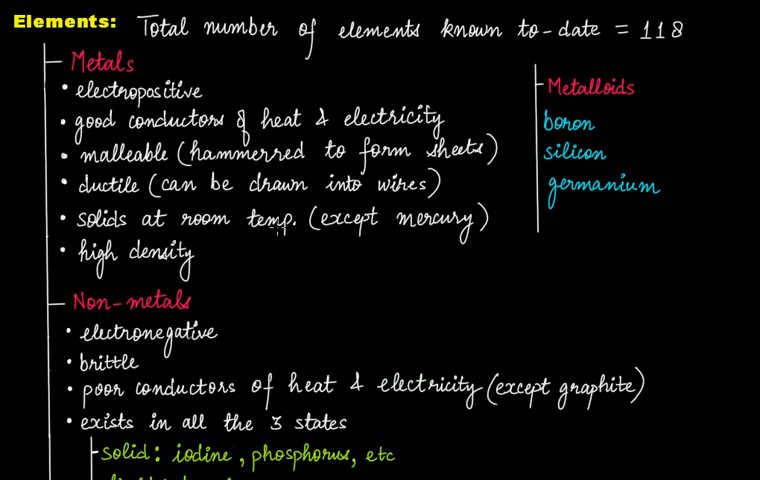 Elements: Total number of elements known to-date = 118
Metals
• electropositive
• good conductors of heat & electricity
• malleable (hammerred to form sheets)
• ductile (can be drawn into wires)
• solids at room temp. (except mercury)
• high density
Metalloids
boron
silicon
germanium
Non-metals
• electronegative
• brittle
• poor conductors of heat & electricity (except graphite)
• exists in all the 3 states
solid: iodine, phosphorus, etc